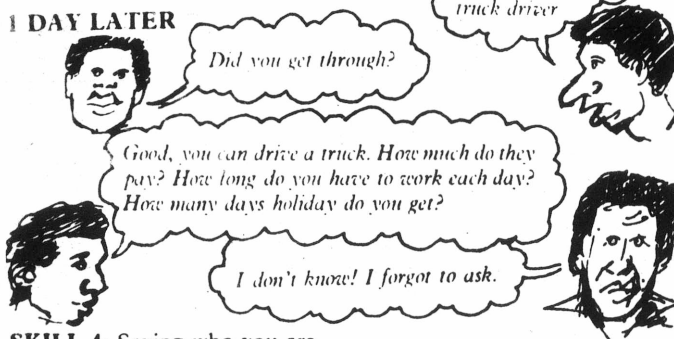 1 DAY LATER
truck driver
Did you get through?
Good, you can drive a truck. How much do they
pay? How long do you have to work each day?
How many days holiday do you get?
I don't know! I forgot to ask.
SKILL 4 Saying who you are